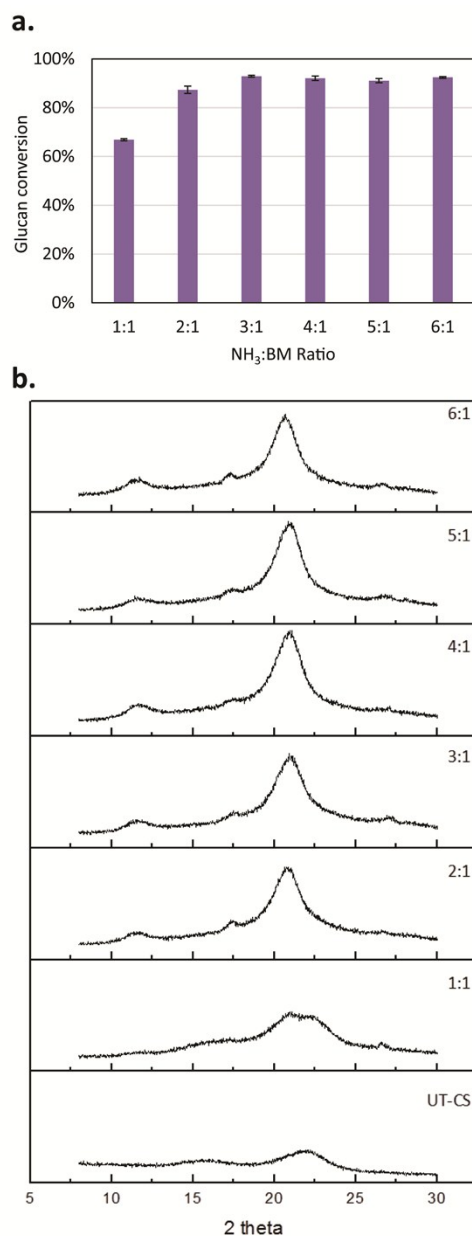 a.
100%
80%
60%
40%
20%
0%
Glucan conversion
1:1 2:1 3:1 4:1 5:1 6:1
NH₃:BM Ratio
b.
6:1
5:1
4:1
3:1
2:1
1:1
UT-CS
5 10 15 20 25 30
2 theta